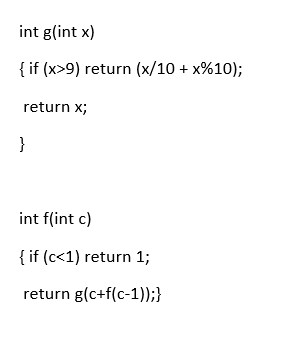 int g(int x)
{ if (x>9) return (x/10 + x%10);
return x;
}
int f(int c)
{ if (c<1) return 1;
return g(c+f(c-1));}